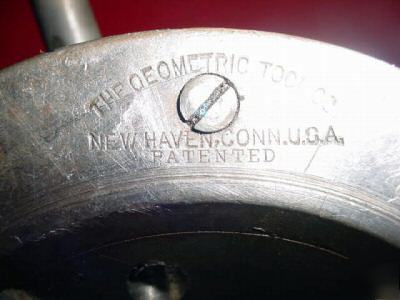 THE GEOMETRIC TOOL CO.
NEW HAVEN, CONN. U.S.A.
PATENTED